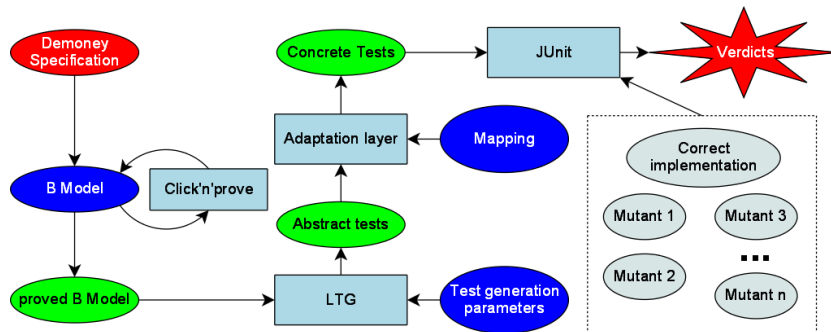 Demoney
Specification
Concrete Tests
JUnit
Verdicts
Adaptation layer
Mapping
Correct
implementation
B Model
Click'n'prove
Abstract tests
Mutant 1
Mutant 3
...
Mutant 2
Mutant n
proved B Model
LTG
Test generation
parameters